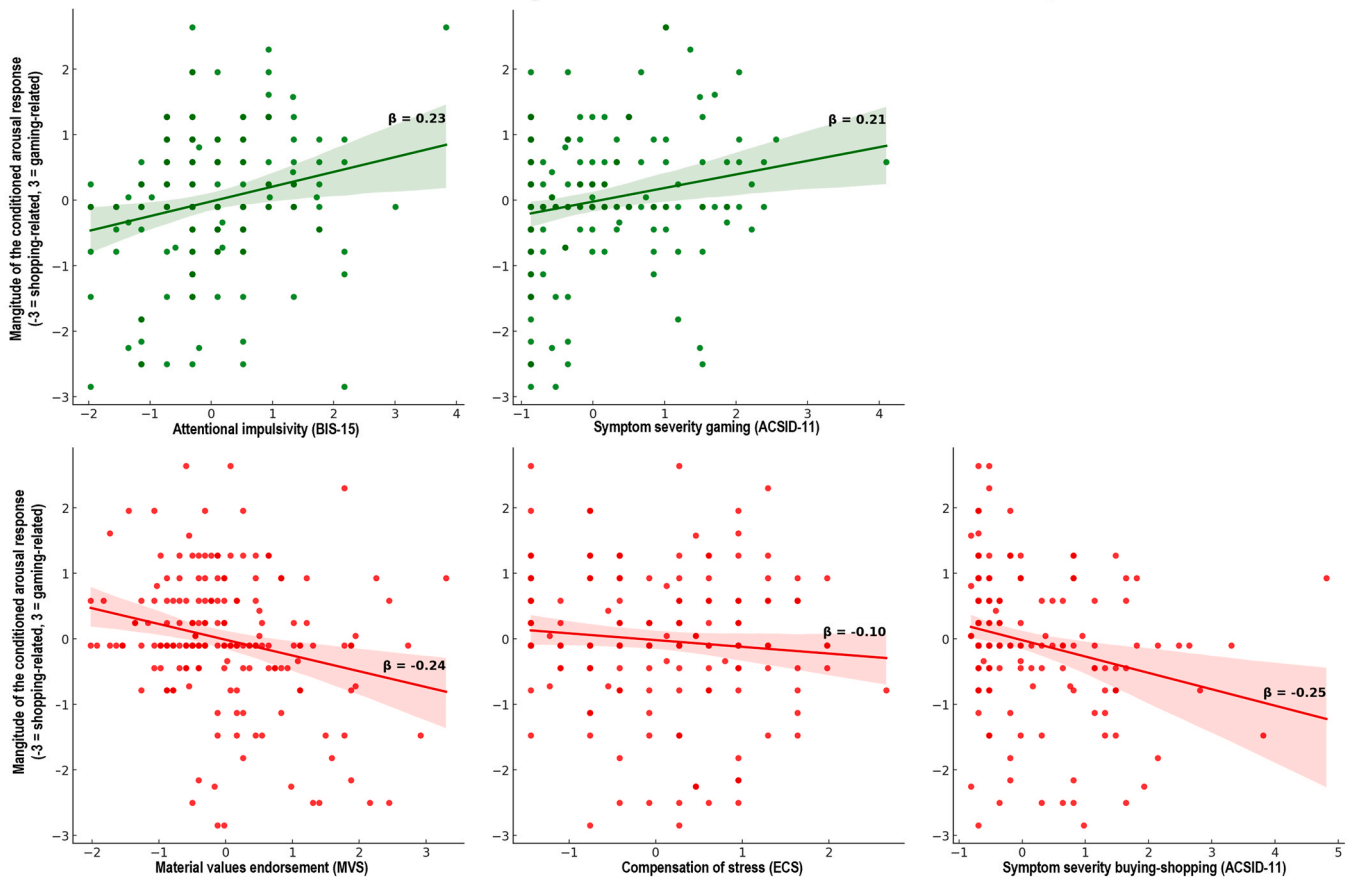 Mangitude of the conditioned arousal response
(-3 = shopping-related, 3 = gaming-related)
2
1
0
−1
−2
−3
β = 0.23
−2 −1 0 1 2 3 4
Attentional impulsivity (BIS-15)
2
1
0
−1
−2
−3
β = 0.21
−1 0 1 2 3 4
Symptom severity gaming (ACSID-11)
Mangitude of the conditioned arousal response
(-3 = shopping-related, 3 = gaming-related)
2
1
0
−1
−2
−3
β = -0.24
−2 −1 0 1 2 3
Material values endorsement (MVS)
2
1
0
−1
−2
−3
β = -0.10
−1 0 1 2
Compensation of stress (ECS)
2
1
0
−1
−2
−3
β = -0.25
−1 0 1 2 3 4 5
Symptom severity buying-shopping (ACSID-11)